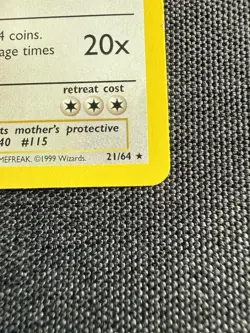 4 coins.
age times 20x
retreat cost
ts mother's protective
40 #115
MEFREAK. ©1999 Wizards. 21/64 ★